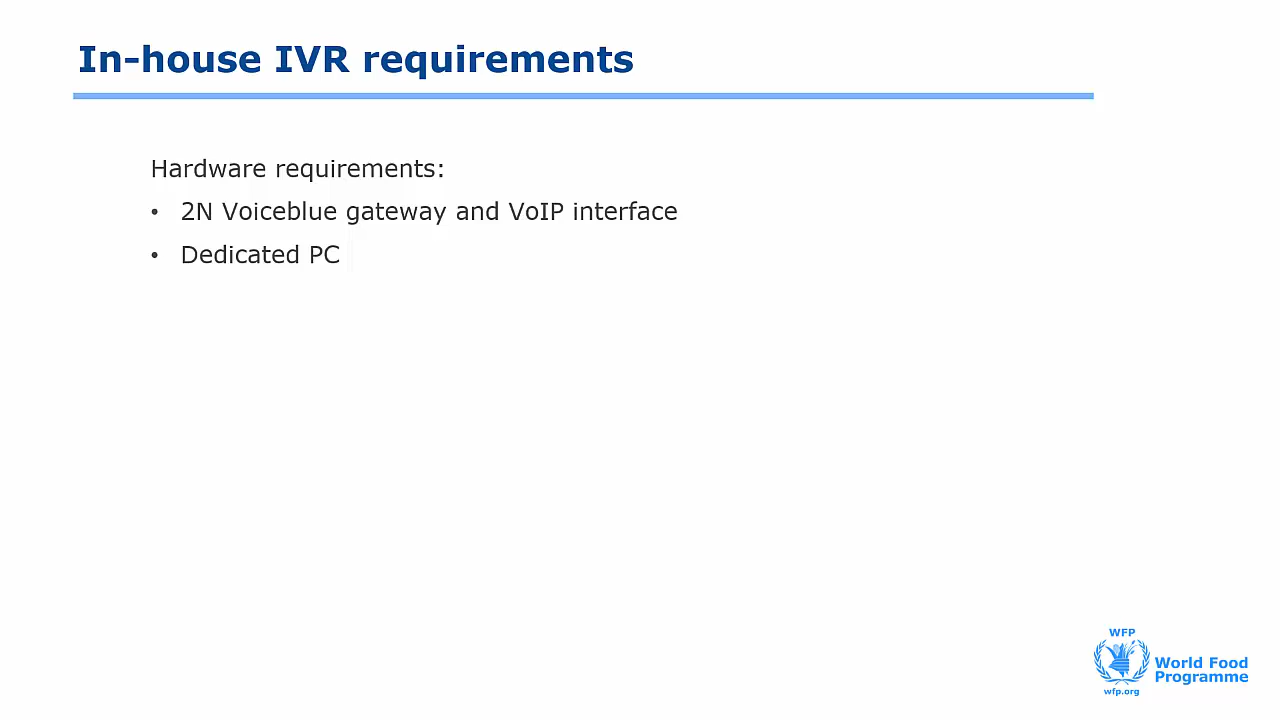 In-house IVR requirements
Hardware requirements:
• 2N Voiceblue gateway and VoIP interface
• Dedicated PC
WFP
World Food
Programme
wfp.org